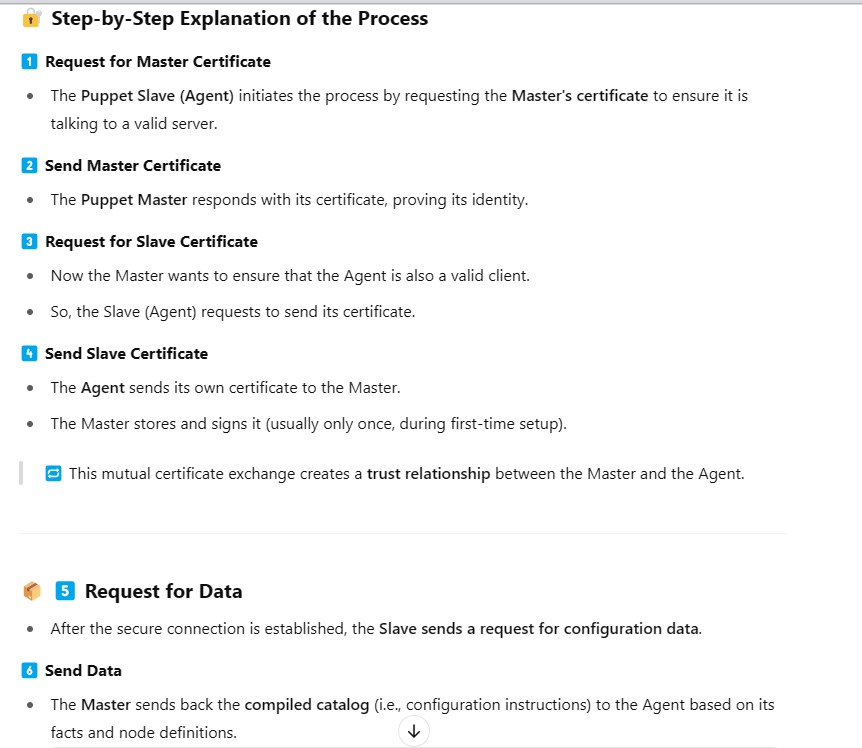 🔐 Step-by-Step Explanation of the Process
1️⃣ Request for Master Certificate
• The Puppet Slave (Agent) initiates the process by requesting the Master's certificate to ensure it is
talking to a valid server.
2️⃣ Send Master Certificate
• The Puppet Master responds with its certificate, proving its identity.
3️⃣ Request for Slave Certificate
• Now the Master wants to ensure that the Agent is also a valid client.
• So, the Slave (Agent) requests to send its certificate.
4️⃣ Send Slave Certificate
• The Agent sends its own certificate to the Master.
• The Master stores and signs it (usually only once, during first-time setup).
🔁 This mutual certificate exchange creates a trust relationship between the Master and the Agent.
📦 5️⃣ Request for Data
• After the secure connection is established, the Slave sends a request for configuration data.
6️⃣ Send Data
• The Master sends back the compiled catalog (i.e., configuration instructions) to the Agent based on its
facts and node definitions.